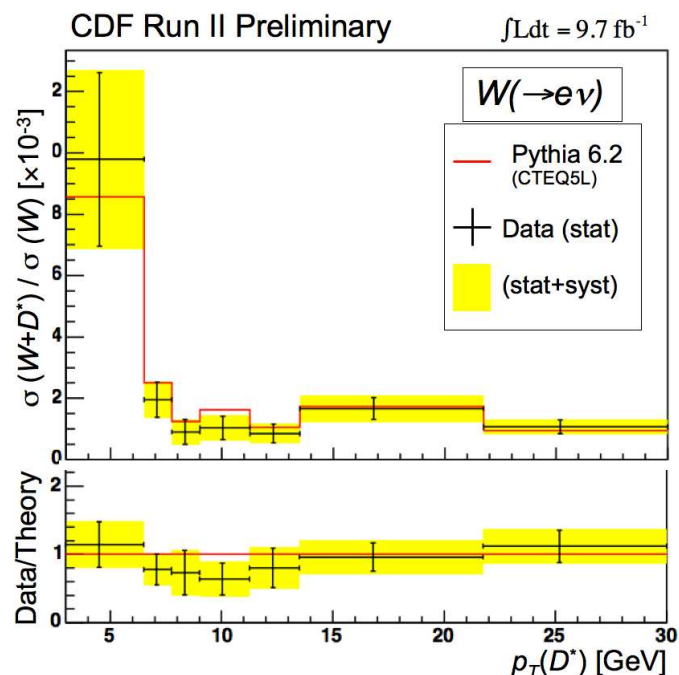 CDF Run II Preliminary ∫Ldt = 9.7 fb⁻¹
W(→eν)
Pythia 6.2
(CTEQ5L)
Data (stat)
(stat+syst)
σ (W+D*) / σ (W) [×10⁻³]
2
0
8
6
4
2
0
Data/Theory
2
1
0
5 10 15 20 25 30
p_T(D*) [GeV]